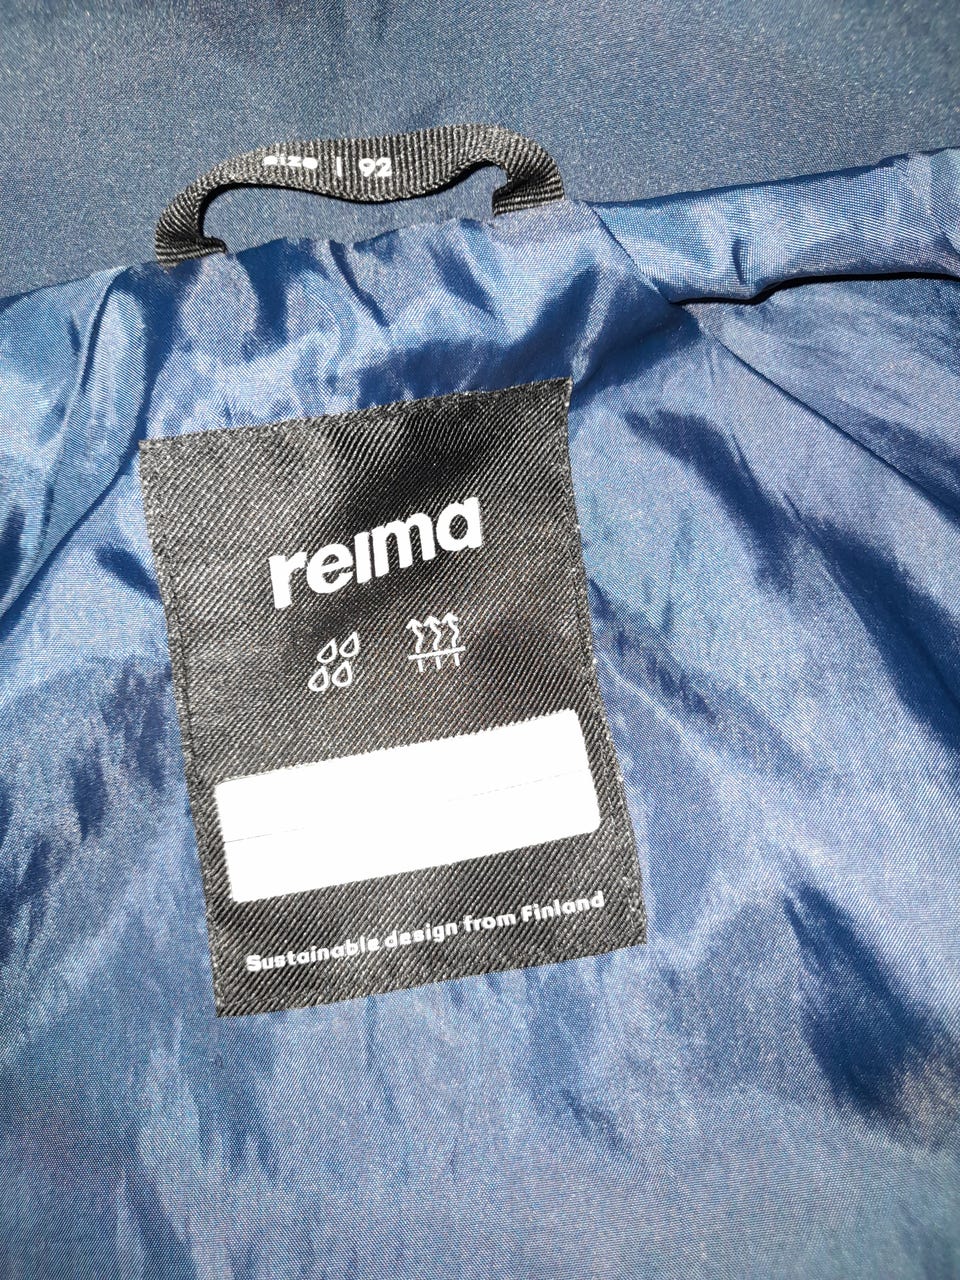 size | 92
reima
Sustainable design from Finland